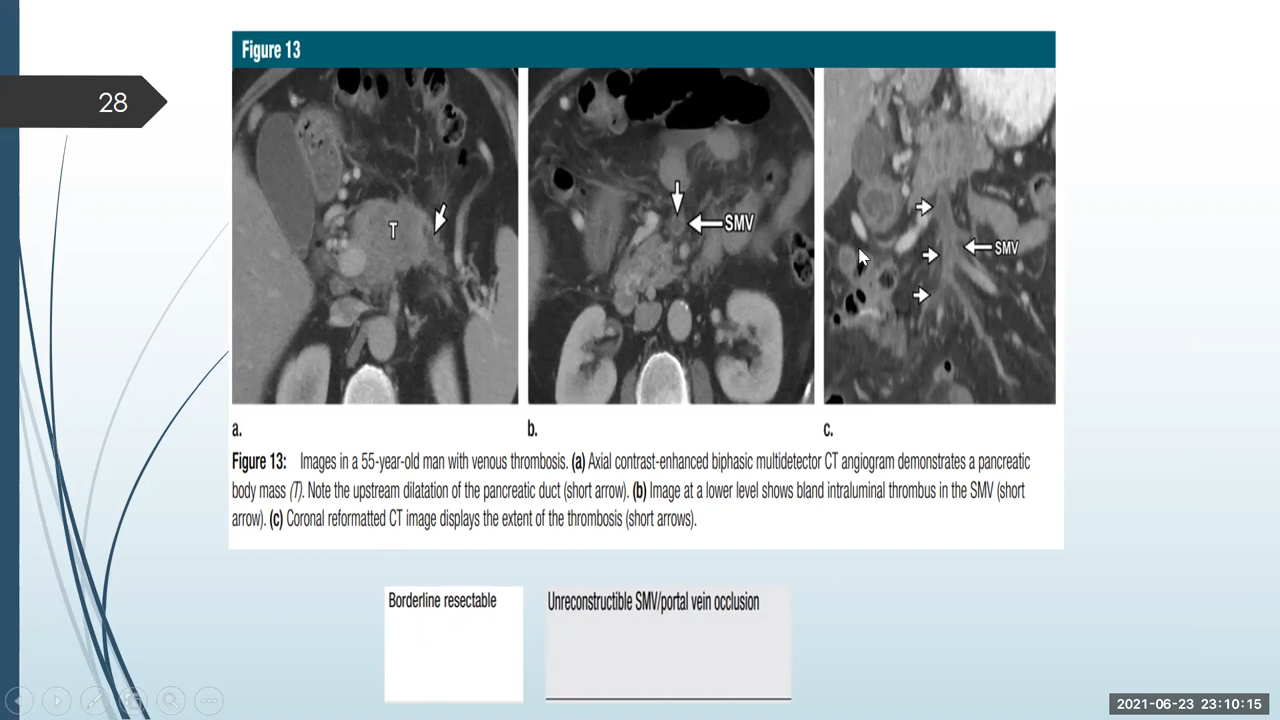 Figure 13
28
T
SMV
SMV
a.
b.
c.
Figure 13: Images in a 55-year-old man with venous thrombosis. (a) Axial contrast-enhanced biphasic multidetector CT angiogram demonstrates a pancreatic
body mass (T). Note the upstream dilatation of the pancreatic duct (short arrow). (b) Image at a lower level shows bland intraluminal thrombus in the SMV (short
arrow). (c) Coronal reformatted CT image displays the extent of the thrombosis (short arrows).
Borderline resectable
Unreconstructible SMV/portal vein occlusion
2021-06-23 23:10:15